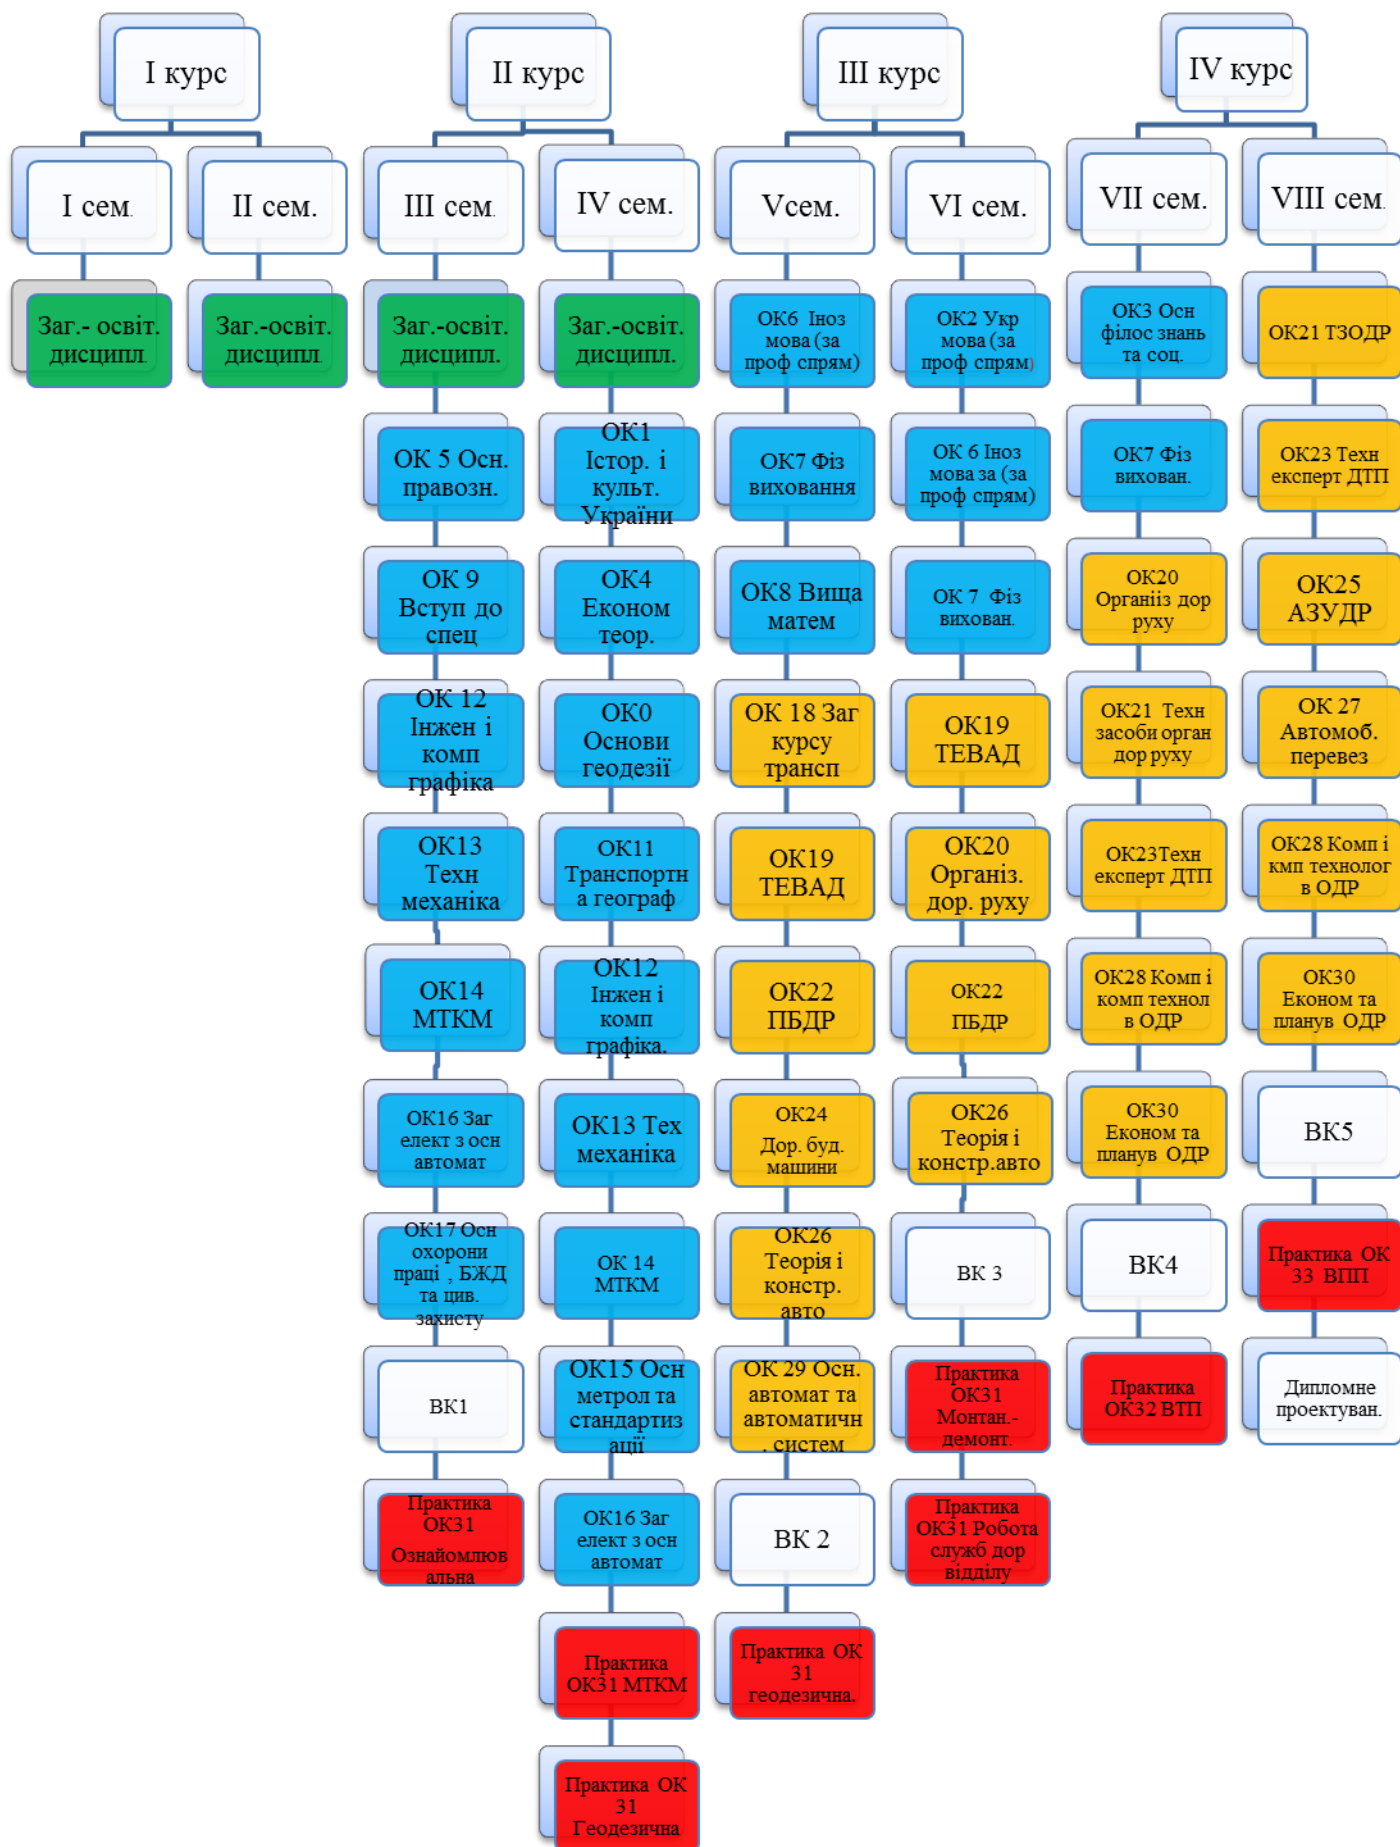 I курс
II курс
III курс
IV курс
I сем.
II сем.
III сем.
IV сем.
Vсем.
VI сем.
VII сем.
VIII сем.
Заг.- освіт.
дисципл.
Заг.-освіт.
дисципл.
Заг.-освіт.
дисципл.
ОК 5 Осн.
правозн.
ОК 9
Вступ до
спец
ОК 12
Інжен і
комп
графіка
ОК13
Техн
механіка
ОК14
МТКМ
ОК16 Заг
елект з осн
автомат
ОК17 Осн
охорони
праці , БЖД
та цив.
захисту
ВК1
Практика
ОК31
Ознайомлюв
альна
Заг.-освіт.
дисципл.
ОК1
Істор. і
культ.
України
ОК4
Економ
теор.
ОК0
Основи
геодезії
ОК11
Транспортн
а географ
ОК12
Інжен і
комп
графіка.
ОК13 Тех
механіка
ОК 14
МТКМ
ОК15 Осн
метрол та
стандартиз
ації
ОК16 Заг
елект з осн
автомат
Практика
ОК31 МТКМ
Практика ОК
31
Геодезична
ОК6 Іноз
мова (за
проф спрям)
ОК7 Фіз
виховання
ОК8 Вища
матем
ОК 18 Заг
курсу
трансп
ОК19
ТЕВАД
ОК22
ПБДР
ОК24
Дор. буд.
машини
ОК26
Теорія і
констр.
авто
ОК 29 Осн.
автомат та
автоматичн
. систем
ВК 2
Практика ОК
31
геодезична.
ОК2 Укр
мова (за
проф спрям)
ОК 6 Іноз
мова за (за
проф спрям)
ОК 7 Фіз
вихован.
ОК19
ТЕВАД
ОК20
Організ.
дор. руху
ОК22
ПБДР
ОК26
Теорія і
констр.авто
ВК 3
Практика
ОК31
Монтан.-
демонт.
Практика
ОК31 Робота
служб дор
відділу
ОК3 Осн
філос знань
та соц.
ОК7 Фіз
вихован.
ОК20
Органііз дор
руху
ОК21 Техн
засоби орган
дор руху
ОК23Техн
експерт ДТП
ОК28 Комп і
комп технол
в ОДР
ОК30
Економ та
планув ОДР
ВК4
Практика
ОК32 ВТП
ОК21 ТЗОДР
ОК23 Техн
експерт ДТП
ОК25
АЗУДР
ОК 27
Автомоб.
перевез
ОК28 Комп і
кмп технолог
в ОДР
ОК30
Економ та
планув ОДР
ВК5
Практика ОК
33 ВПП
Дипломне
проектуван.